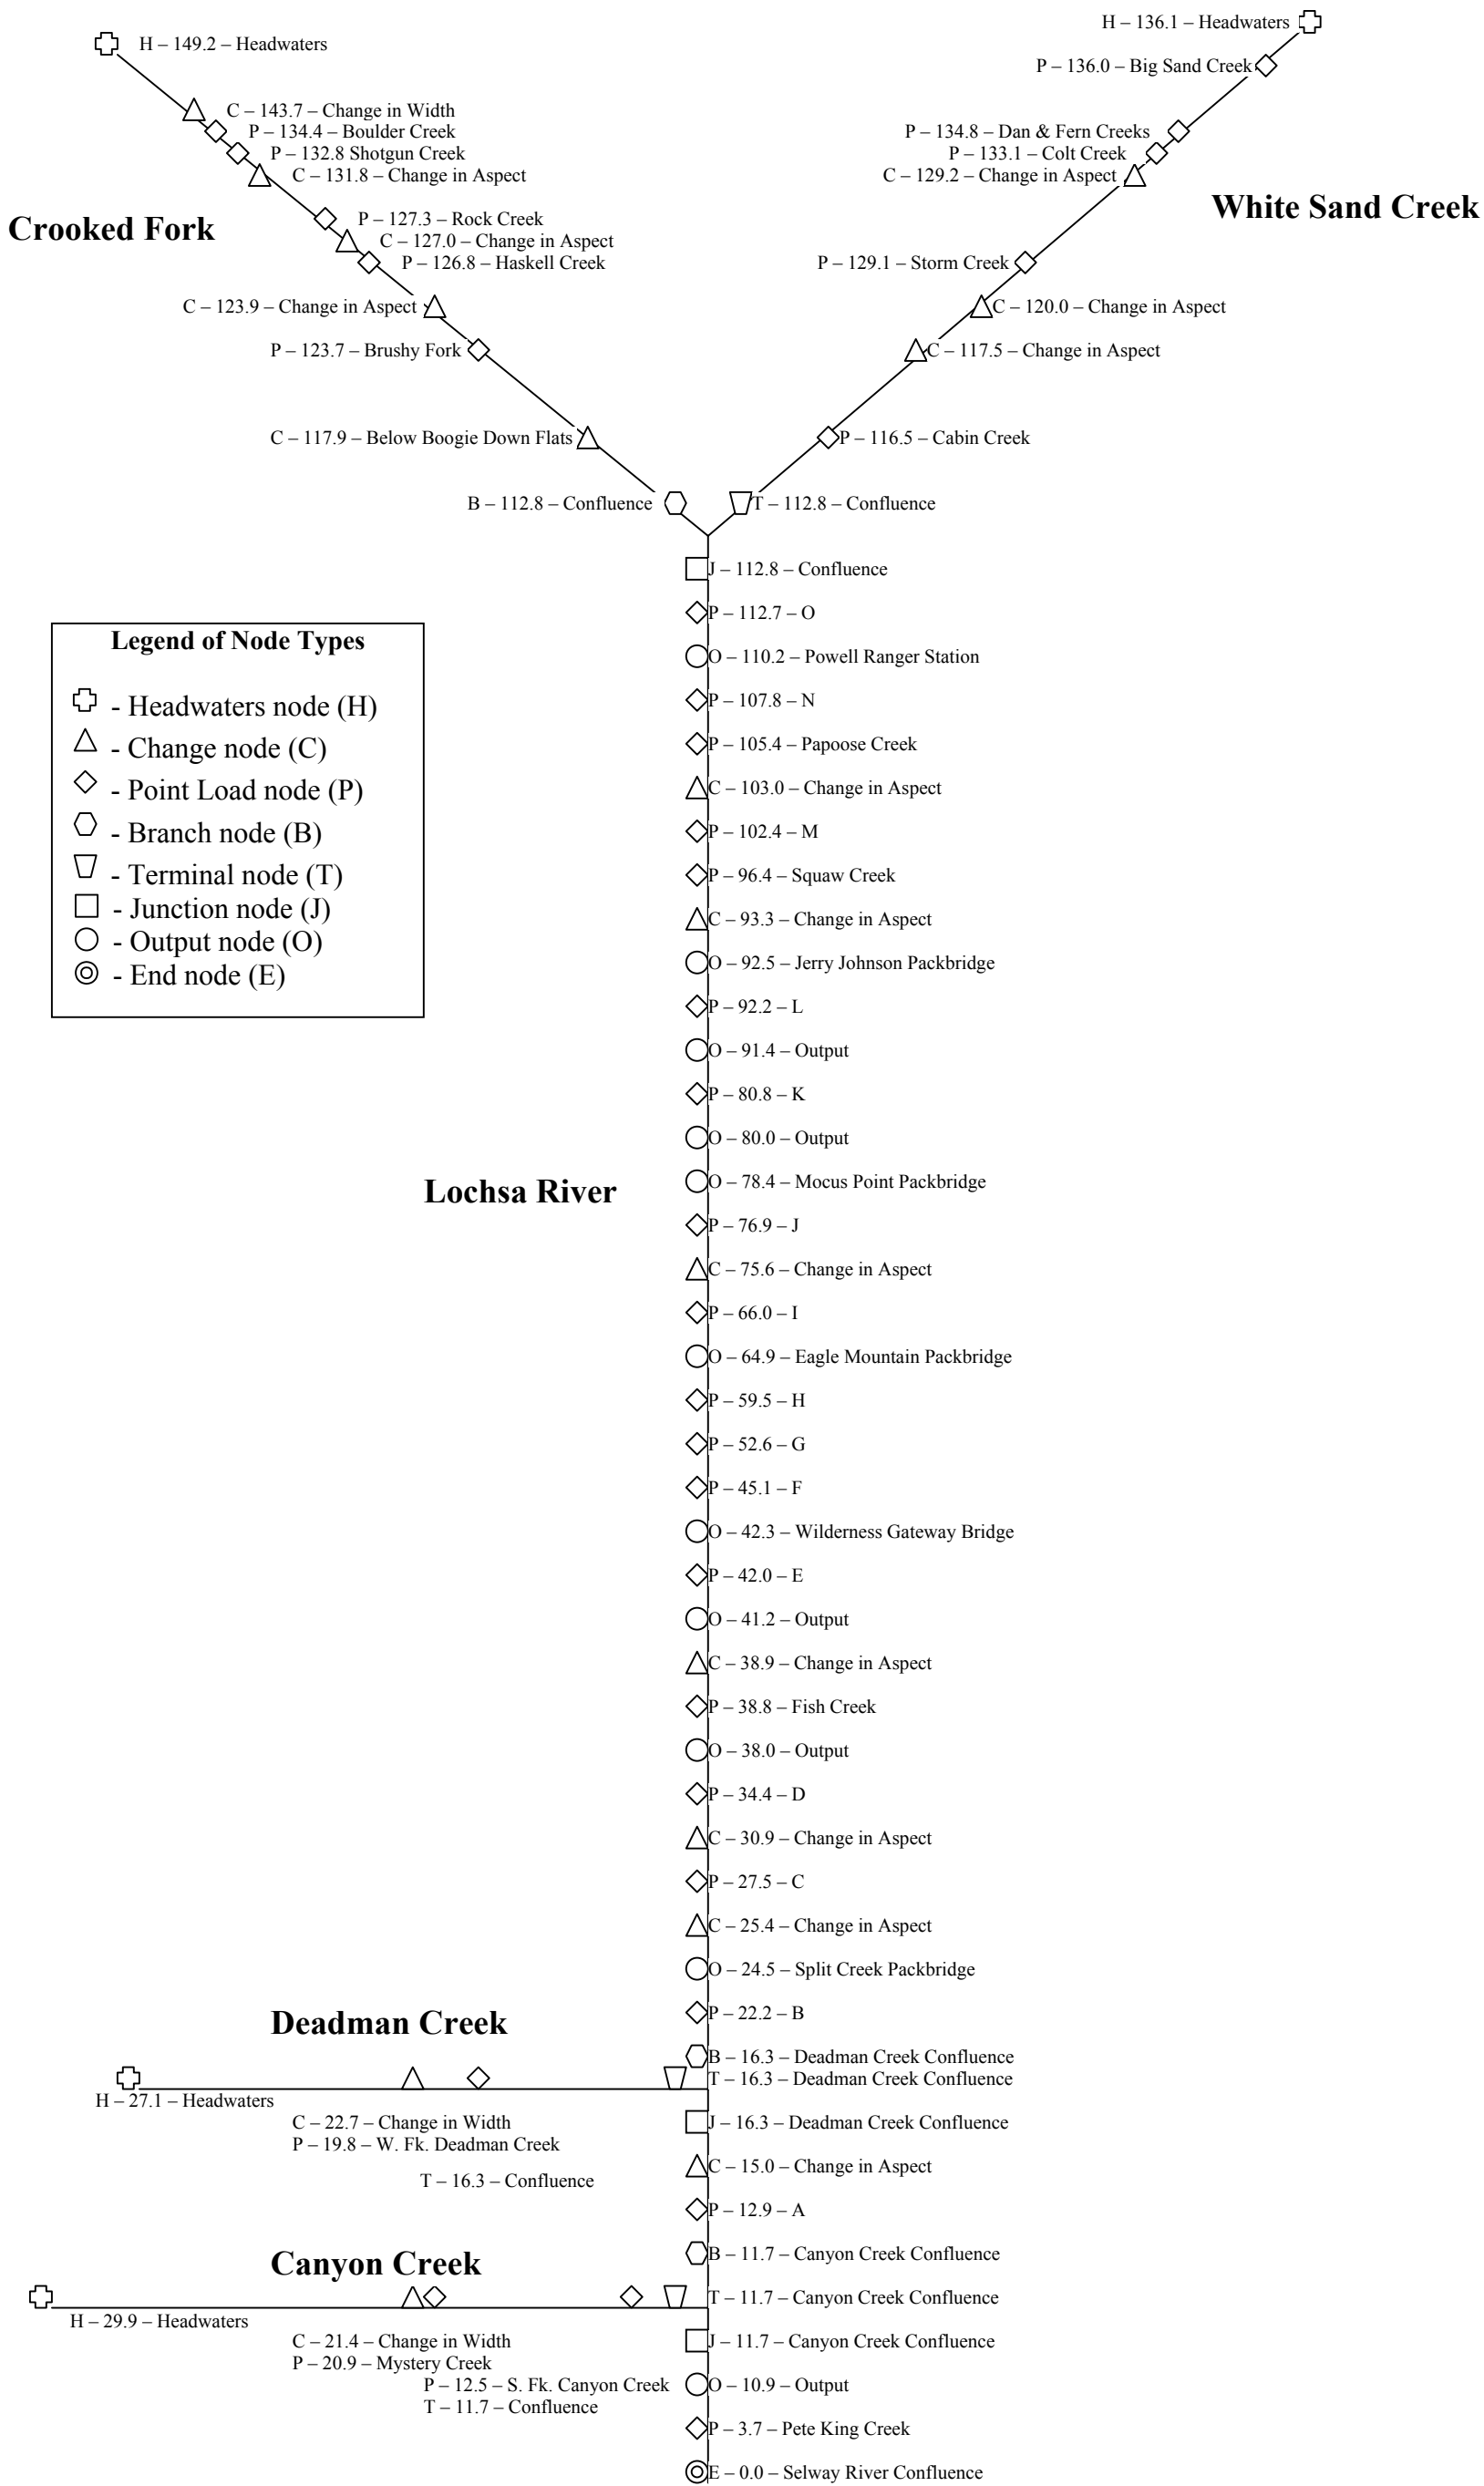 H – 149.2 – Headwaters
C – 143.7 – Change in Width
P – 134.4 – Boulder Creek
P – 132.8 Shotgun Creek
C – 131.8 – Change in Aspect
Crooked Fork
P – 127.3 – Rock Creek
C – 127.0 – Change in Aspect
P – 126.8 – Haskell Creek
C – 123.9 – Change in Aspect
P – 123.7 – Brushy Fork
C – 117.9 – Below Boogie Down Flats
B – 112.8 – Confluence
H – 136.1 – Headwaters
P – 136.0 – Big Sand Creek
P – 134.8 – Dan & Fern Creeks
P – 133.1 – Colt Creek
C – 129.2 – Change in Aspect
White Sand Creek
P – 129.1 – Storm Creek
C – 120.0 – Change in Aspect
C – 117.5 – Change in Aspect
P – 116.5 – Cabin Creek
T – 112.8 – Confluence
Legend of Node Types
- Headwaters node (H)
- Change node (C)
- Point Load node (P)
- Branch node (B)
- Terminal node (T)
- Junction node (J)
- Output node (O)
- End node (E)
Lochsa River
J – 112.8 – Confluence
P – 112.7 – O
O – 110.2 – Powell Ranger Station
P – 107.8 – N
P – 105.4 – Papoose Creek
C – 103.0 – Change in Aspect
P – 102.4 – M
P – 96.4 – Squaw Creek
C – 93.3 – Change in Aspect
O – 92.5 – Jerry Johnson Packbridge
P – 92.2 – L
O – 91.4 – Output
P – 80.8 – K
O – 80.0 – Output
O – 78.4 – Mocus Point Packbridge
P – 76.9 – J
C – 75.6 – Change in Aspect
P – 66.0 – I
O – 64.9 – Eagle Mountain Packbridge
P – 59.5 – H
P – 52.6 – G
P – 45.1 – F
O – 42.3 – Wilderness Gateway Bridge
P – 42.0 – E
O – 41.2 – Output
C – 38.9 – Change in Aspect
P – 38.8 – Fish Creek
O – 38.0 – Output
P – 34.4 – D
C – 30.9 – Change in Aspect
P – 27.5 – C
C – 25.4 – Change in Aspect
O – 24.5 – Split Creek Packbridge
P – 22.2 – B
B – 16.3 – Deadman Creek Confluence
T – 16.3 – Deadman Creek Confluence
J – 16.3 – Deadman Creek Confluence
C – 15.0 – Change in Aspect
P – 12.9 – A
B – 11.7 – Canyon Creek Confluence
T – 11.7 – Canyon Creek Confluence
J – 11.7 – Canyon Creek Confluence
O – 10.9 – Output
P – 3.7 – Pete King Creek
E – 0.0 – Selway River Confluence
Deadman Creek
H – 27.1 – Headwaters
C – 22.7 – Change in Width
P – 19.8 – W. Fk. Deadman Creek
T – 16.3 – Confluence
Canyon Creek
H – 29.9 – Headwaters
C – 21.4 – Change in Width
P – 20.9 – Mystery Creek
P – 12.5 – S. Fk. Canyon Creek
T – 11.7 – Confluence